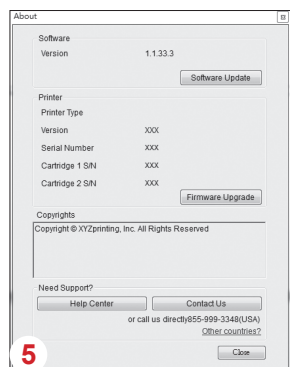 About
Software
Version 1.1.33.3
Software Update
Printer
Printer Type
Version XXX
Serial Number XXX
Cartridge 1 S/N XXX
Cartridge 2 S/N XXX
Firmware Upgrade
Copyrights
Copyright © XYZprinting, Inc. All Rights Reserved
Need Support?
Help Center Contact Us
or call us directly855-999-3348(USA)
Other countries?
Close
5